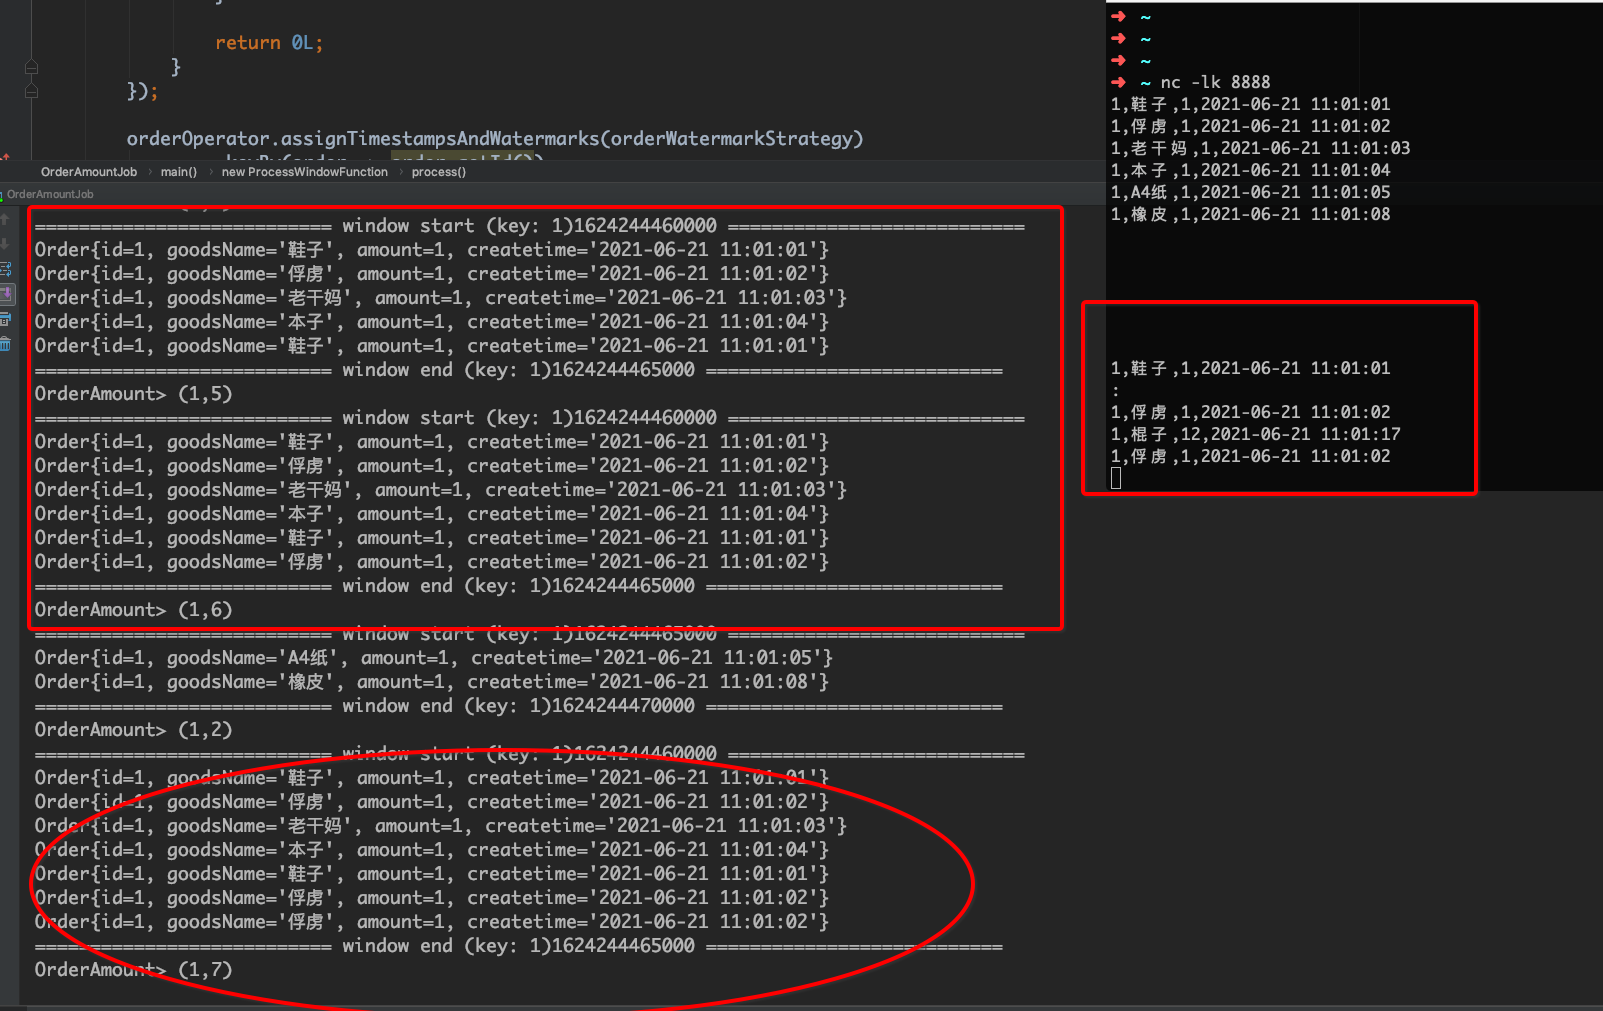 }
return 0L;
}
});
orderOperator.assignTimestampsAndWatermarks(orderWatermarkStrategy)
OrderAmountJob › main() › new ProcessWindowFunction › process()
OrderAmountJob
=========================== window start (key: 1)1624244460000 ===========================
Order{id=1, goodsName='鞋子', amount=1, createtime='2021-06-21 11:01:01'}
Order{id=1, goodsName='俘虏', amount=1, createtime='2021-06-21 11:01:02'}
Order{id=1, goodsName='老干妈', amount=1, createtime='2021-06-21 11:01:03'}
Order{id=1, goodsName='本子', amount=1, createtime='2021-06-21 11:01:04'}
Order{id=1, goodsName='鞋子', amount=1, createtime='2021-06-21 11:01:01'}
=========================== window end (key: 1)1624244465000 ===========================
OrderAmount> (1,5)
=========================== window start (key: 1)1624244460000 ===========================
Order{id=1, goodsName='鞋子', amount=1, createtime='2021-06-21 11:01:01'}
Order{id=1, goodsName='俘虏', amount=1, createtime='2021-06-21 11:01:02'}
Order{id=1, goodsName='老干妈', amount=1, createtime='2021-06-21 11:01:03'}
Order{id=1, goodsName='本子', amount=1, createtime='2021-06-21 11:01:04'}
Order{id=1, goodsName='鞋子', amount=1, createtime='2021-06-21 11:01:01'}
Order{id=1, goodsName='俘虏', amount=1, createtime='2021-06-21 11:01:02'}
=========================== window end (key: 1)1624244465000 ===========================
OrderAmount> (1,6)
=========================== window start (key: 1)1624244465000 ===========================
Order{id=1, goodsName='A4纸', amount=1, createtime='2021-06-21 11:01:05'}
Order{id=1, goodsName='橡皮', amount=1, createtime='2021-06-21 11:01:08'}
=========================== window end (key: 1)1624244470000 ===========================
OrderAmount> (1,2)
=========================== window start (key: 1)1624244460000 ===========================
Order{id=1, goodsName='鞋子', amount=1, createtime='2021-06-21 11:01:01'}
Order{id=1, goodsName='俘虏', amount=1, createtime='2021-06-21 11:01:02'}
Order{id=1, goodsName='老干妈', amount=1, createtime='2021-06-21 11:01:03'}
Order{id=1, goodsName='本子', amount=1, createtime='2021-06-21 11:01:04'}
Order{id=1, goodsName='鞋子', amount=1, createtime='2021-06-21 11:01:01'}
Order{id=1, goodsName='俘虏', amount=1, createtime='2021-06-21 11:01:02'}
Order{id=1, goodsName='俘虏', amount=1, createtime='2021-06-21 11:01:02'}
=========================== window end (key: 1)1624244465000 ===========================
OrderAmount> (1,7)
➜ ~
➜ ~
➜ ~
➜ ~ nc -lk 8888
1,鞋子,1,2021-06-21 11:01:01
1,俘虏,1,2021-06-21 11:01:02
1,老干妈,1,2021-06-21 11:01:03
1,本子,1,2021-06-21 11:01:04
1,A4纸,1,2021-06-21 11:01:05
1,橡皮,1,2021-06-21 11:01:08
1,鞋子,1,2021-06-21 11:01:01
:
1,俘虏,1,2021-06-21 11:01:02
1,棍子,12,2021-06-21 11:01:17
1,俘虏,1,2021-06-21 11:01:02